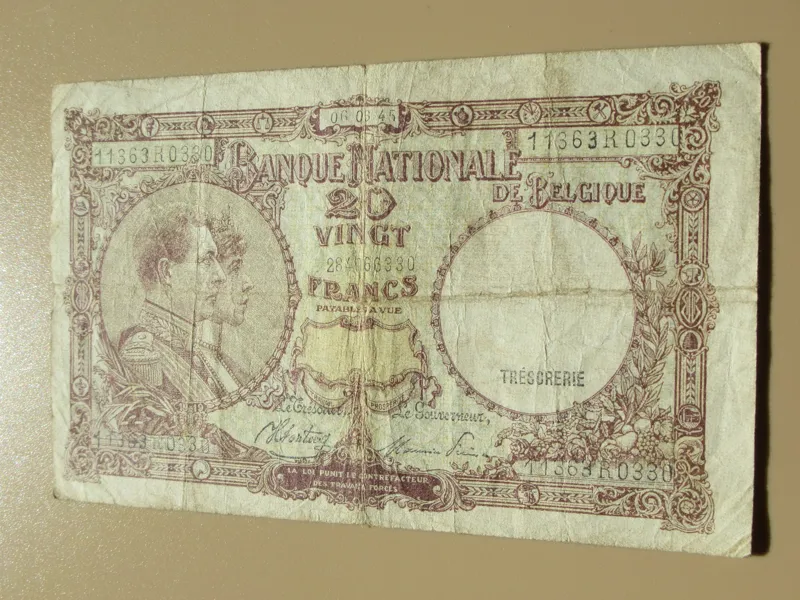 06.03.45
11363R0330
11363R0330
BANQUE NATIONALE
DE BELGIQUE
20
VINGT
284066330
FRANCS
PAYABLES A VUE
TRÉSORERIE
Le Trésorier,
Le Gouverneur,
11363R0330
11363R0330
LA LOI PUNIT LE CONTREFACTEUR
DES TRAVAUX FORCÉS